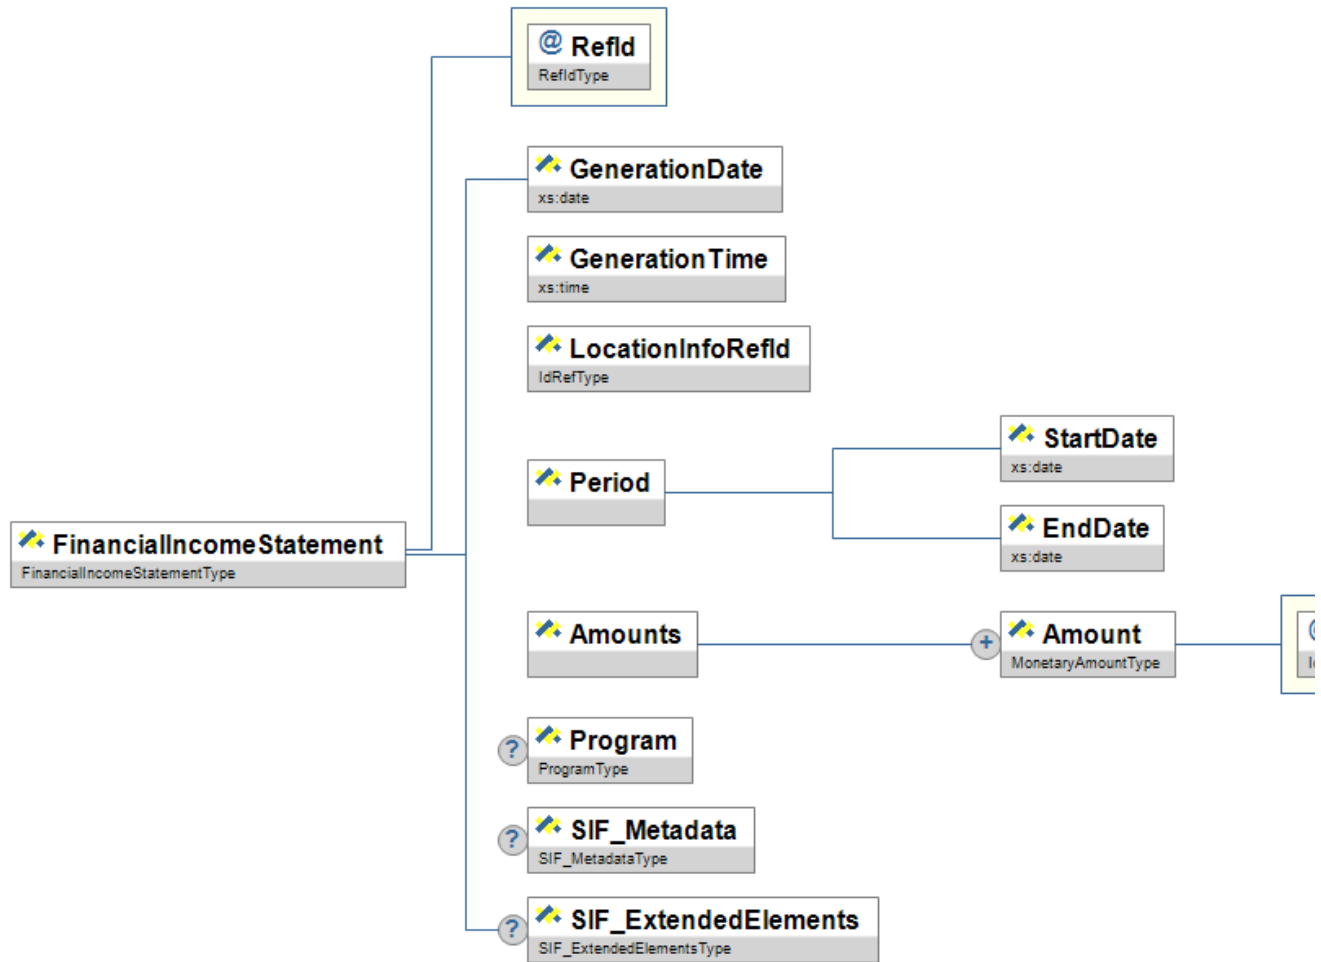 @ RefId
RefIdType
GenerationDate
xs:date
GenerationTime
xs:time
LocationInfoRefId
IdRefType
StartDate
xs:date
Period
EndDate
xs:date
FinancialIncomeStatement
FinancialIncomeStatementType
Amounts
+ Amount
MonetaryAmountType
? Program
ProgramType
? SIF_Metadata
SIF_MetadataType
? SIF_ExtendedElements
SIF_ExtendedElementsType